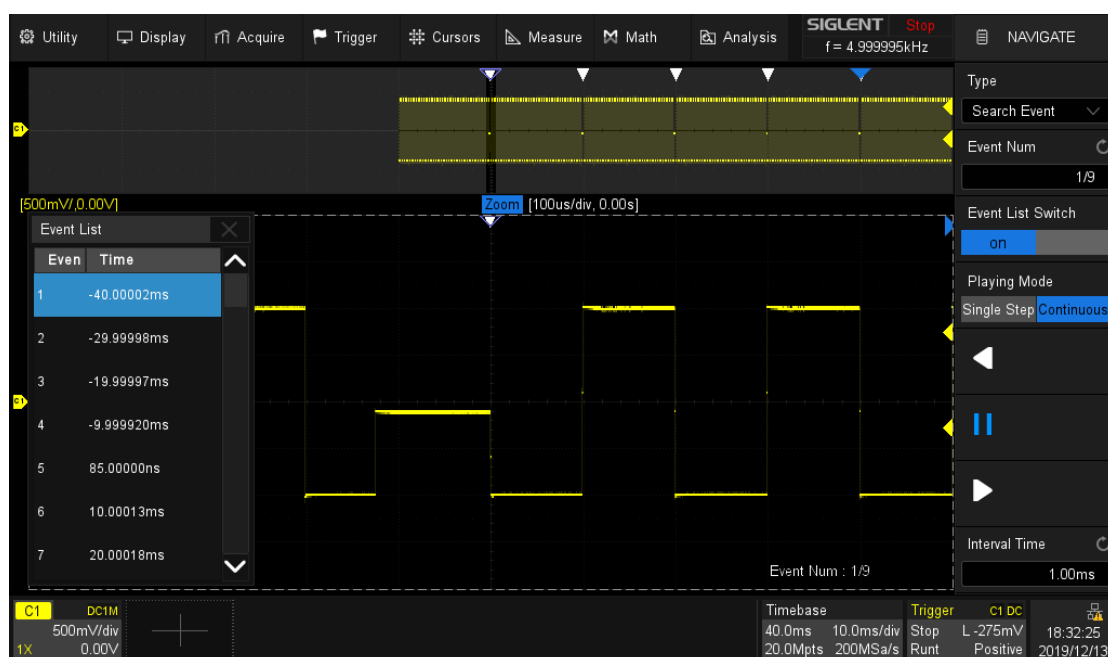 Utility Display Acquire Trigger Cursors Measure Math Analysis
SIGLENT Stop
f = 4.999995kHz
NAVIGATE
Type
Search Event
Event Num
1/9
Event List Switch
on
Playing Mode
Single Step Continuous
Interval Time
1.00ms
C1
[500mV/,0.00V]
Zoom [100us/div, 0.00s]
Event List
Even Time
1 -40.00002ms
2 -29.99998ms
3 -19.99997ms
4 -9.999920ms
5 85.00000ns
6 10.00013ms
7 20.00018ms
C1
Event Num : 1/9
C1 DC1M
500mV/div
1X 0.00V
Timebase
40.0ms 10.0ms/div
20.0Mpts 200MSa/s
Trigger C1 DC
Stop L -275mV
Runt Positive
18:32:25
2019/12/13